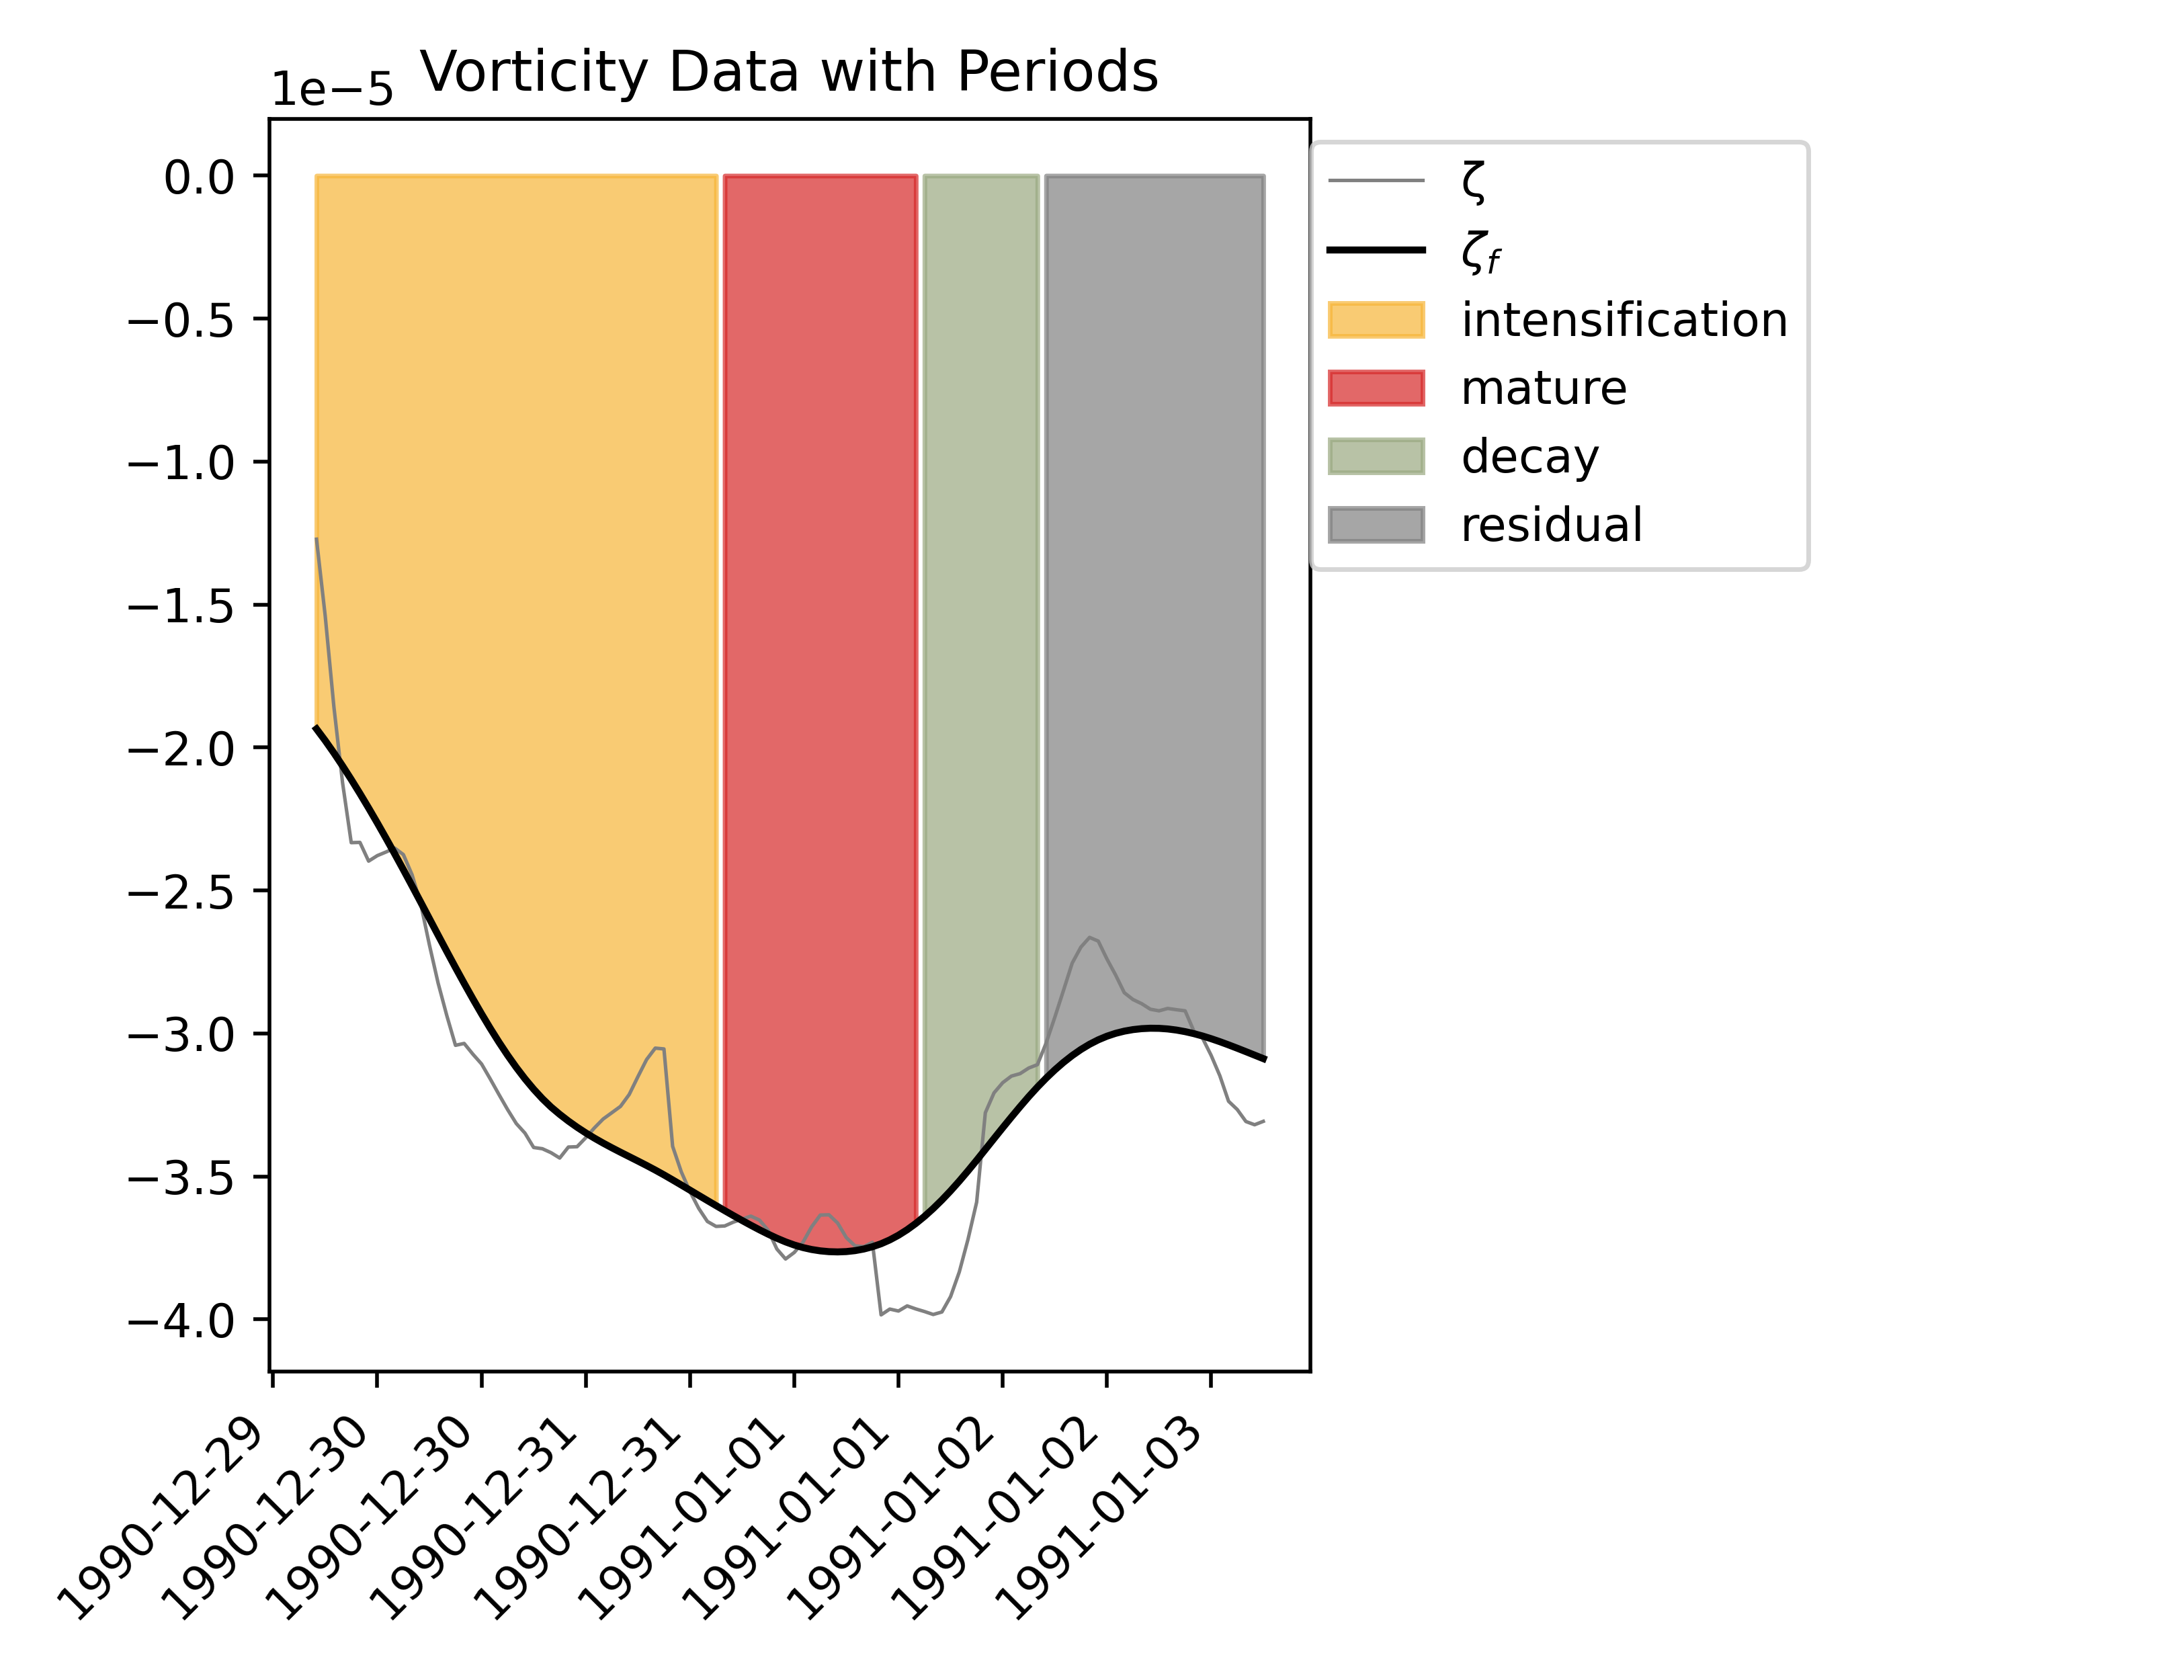 Vorticity Data with Periods
1e−5
0.0
−0.5
−1.0
−1.5
−2.0
−2.5
−3.0
−3.5
−4.0
1990-12-29
1990-12-30
1990-12-30
1990-12-31
1990-12-31
1991-01-01
1991-01-01
1991-01-02
1991-01-02
1991-01-03
ζ
ζf
intensification
mature
decay
residual